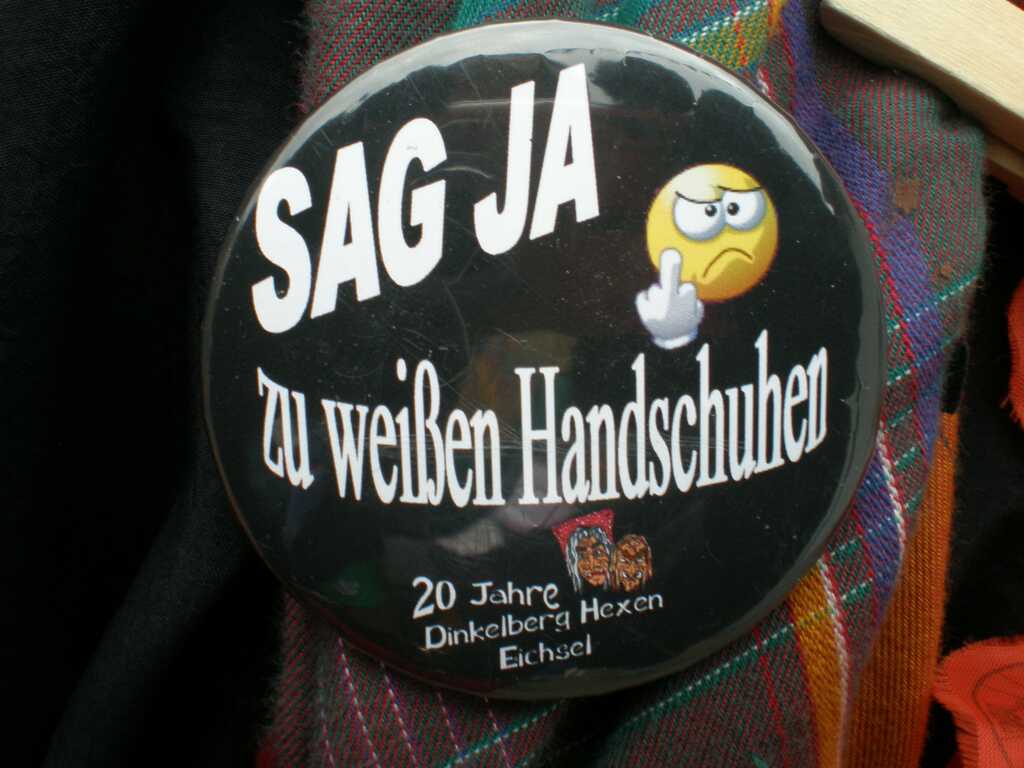 SAG JA
zu weißen Handschuhen
20 Jahre
Dinkelberg Hexen
Eichsel